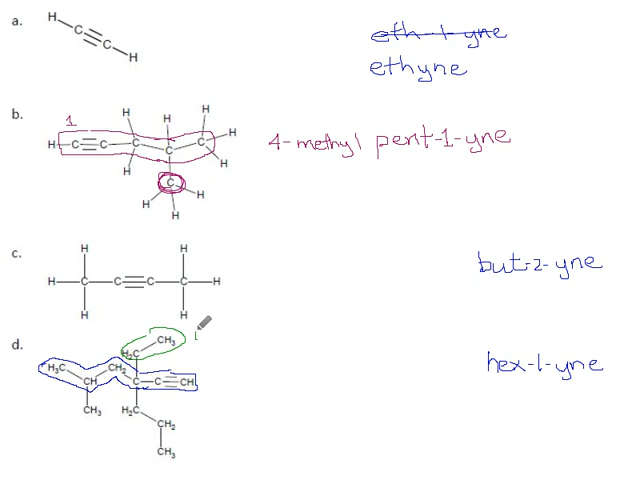 a.
H
C≡C
H
eth-1-yne
ethyne
b.
1
H H H
H C≡C C C C H
H H
C
H H
H
4-methyl pent-1-yne
c.
H H
H C C≡C C H
H H
but-2-yne
d.
CH₃
H₂C
H₃C CH₂
CH C C≡CH
CH₃ H₂C CH₂
CH₃
hex-1-yne